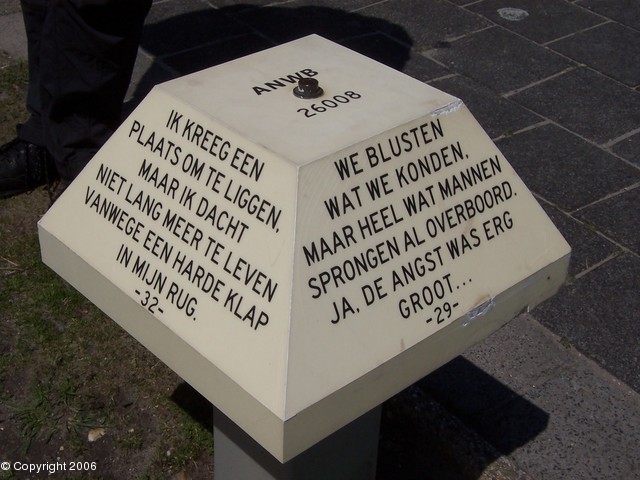 ANWB
26008
IK KREEG EEN
PLAATS OM TE LIGGEN,
MAAR IK DACHT
NIET LANG MEER TE LEVEN
VANWEGE EEN HARDE KLAP
IN MIJN RUG.
-32-
WE BLUSTEN
WAT WE KONDEN,
MAAR HEEL WAT MANNEN
SPRONGEN AL OVERBOORD.
JA, DE ANGST WAS ERG
GROOT...
-29-
© Copyright 2006